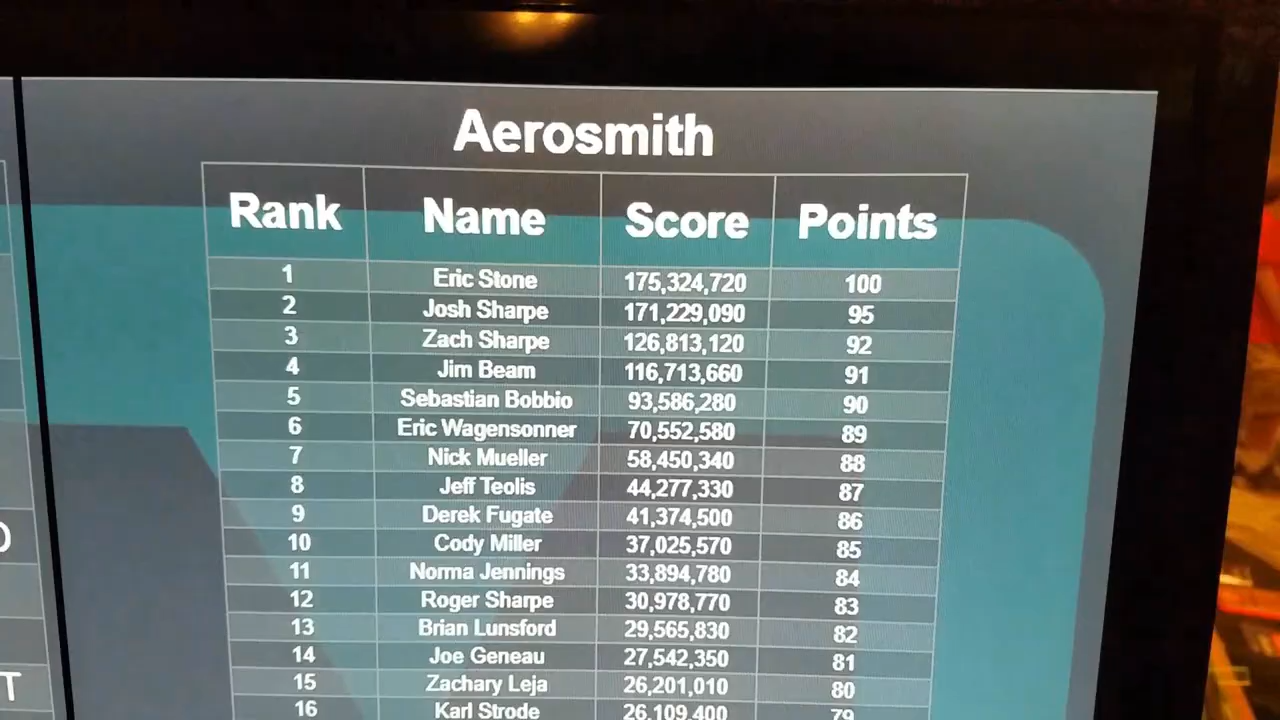 Aerosmith
Rank Name Score Points
1 Eric Stone 175,324,720 100
2 Josh Sharpe 171,229,090 95
3 Zach Sharpe 126,813,120 92
4 Jim Beam 116,713,660 91
5 Sebastian Bobbio 93,586,280 90
6 Eric Wagensonner 70,552,580 89
7 Nick Mueller 58,450,340 88
8 Jeff Teolis 44,277,330 87
9 Derek Fugate 41,374,500 86
10 Cody Miller 37,025,570 85
11 Norma Jennings 33,894,780 84
12 Roger Sharpe 30,978,770 83
13 Brian Lunsford 29,565,830 82
14 Joe Geneau 27,542,350 81
15 Zachary Leja 26,201,010 80
T
16 Karl Strode 26,109,400 79